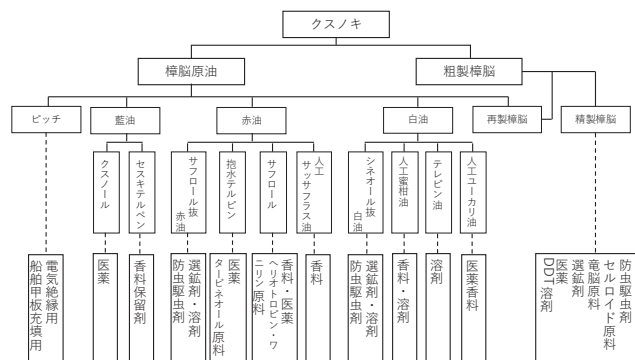 クスノキ
樟脳原油
粗製樟脳
ピッチ
藍油
赤油
白油
再製樟脳
精製樟脳
クスノール
セスキテルペン
サフロール抜
赤油
抱水テルピン
サフロール
人工
サッサフラス油
シネオール抜
白油
人工蜜柑油
テレピン油
人工ユーカリ油
電気絶縁用
船舶甲板充填用
医薬
香料保留剤
選鉱剤・溶剤
防虫駆虫剤
医薬
タービネオール原料
香料・医薬
ヘリオトロピン・ワ
ニリン原料
香料
選鉱剤・溶剤
防虫駆虫剤
香料・溶剤
溶剤
医薬香料
防虫駆虫剤
セルロイド原料
竜脳原料
選鉱剤
医薬
DDT溶剤